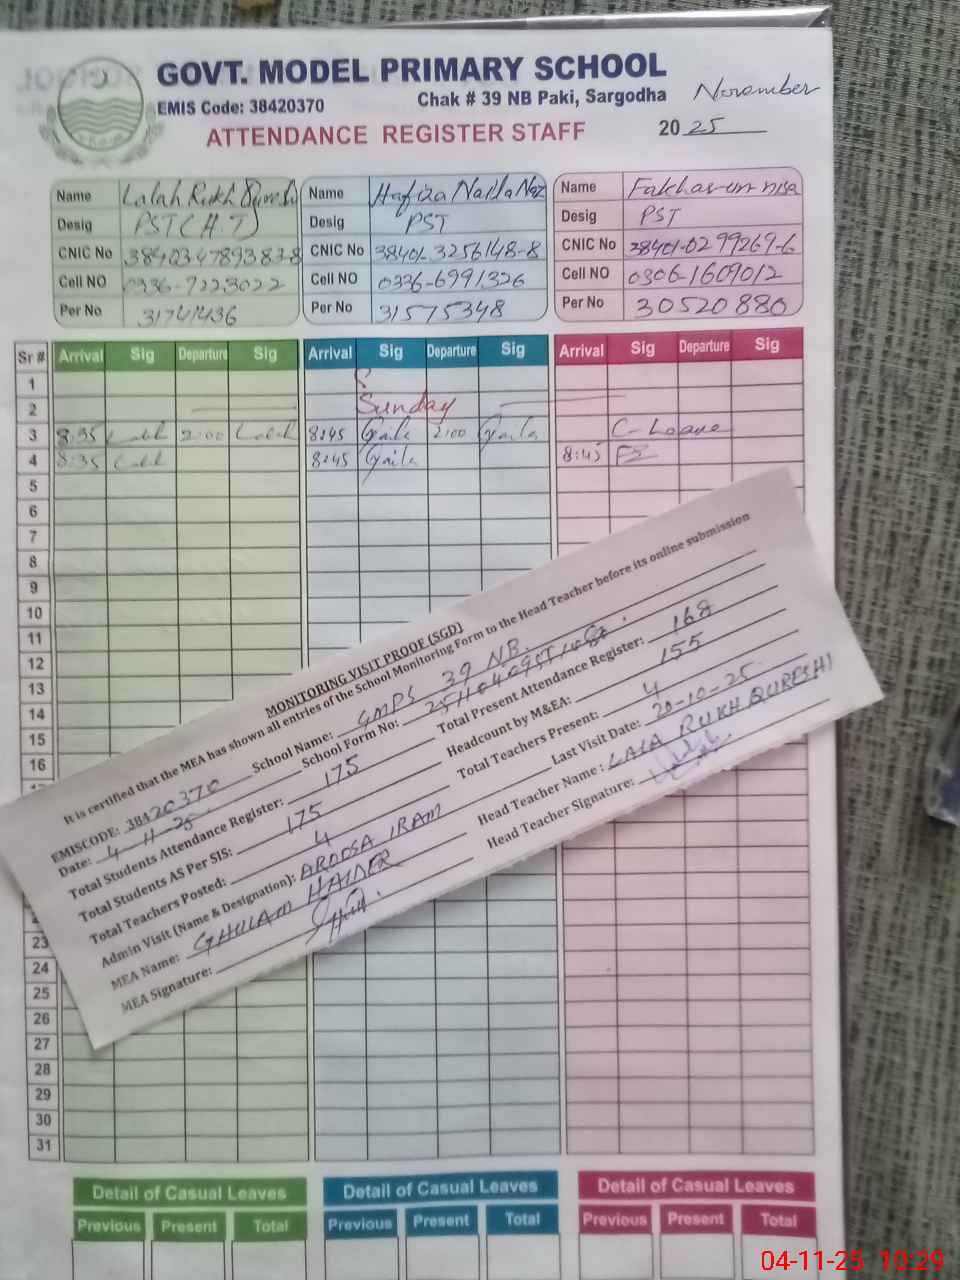 GOVT. MODEL PRIMARY SCHOOL
EMIS Code: 38420370 Chak # 39 NB Paki, Sargodha November
ATTENDANCE REGISTER STAFF 2025
Name Lalah Rukh Name Hafiza Naila Naz Name Fakhar un nisa
Desig PST (H.T) Desig PST Desig PST
CNIC No 3840347893838 CNIC No 38401-3256148-8 CNIC No 38401-0299269-6
Cell NO 0336-7223022 Cell NO 0336-6991326 Cell NO 0306-1609012
Per No 31741436 Per No 31575348 Per No 30520880
Sr # Arrival Sig Departure Sig Arrival Sig Departure Sig Arrival Sig Departure Sig
1 S
2 Sunday
3 8:35 Lalah 2:00 Lalah 8:45 2:00 C-Leave
4 8:35 8:45 8:45
5
6
7
8
9
10
11
12
13
14
15
16
MONITORING VISIT PROOF (SGD)
It is certified that the MEA has shown all entries of the School Monitoring Form to the Head Teacher before its online submission
EMISCODE: 38420370 School Name: GMPS 39 NB.
Date: 4-11-25 School Form No:
Total Students Attendance Register: 175 Total Present Attendance Register: 168
Total Students AS Per SIS: 175 Headcount by M&EA: 155
Total Teachers Posted: 4 Total Teachers Present: 4
Admin Visit (Name & Designation): AROOSA IRAM Last Visit Date: 20-10-25
MEA Name: GHULAM HAIDER Head Teacher Name: LALA RUKH QURESHI
MEA Signature: Head Teacher Signature:
23
24
25
26
27
28
29
30
31
Detail of Casual Leaves Detail of Casual Leaves Detail of Casual Leaves
Previous Present Total Previous Present Total Previous Present Total
04-11-25 10:29